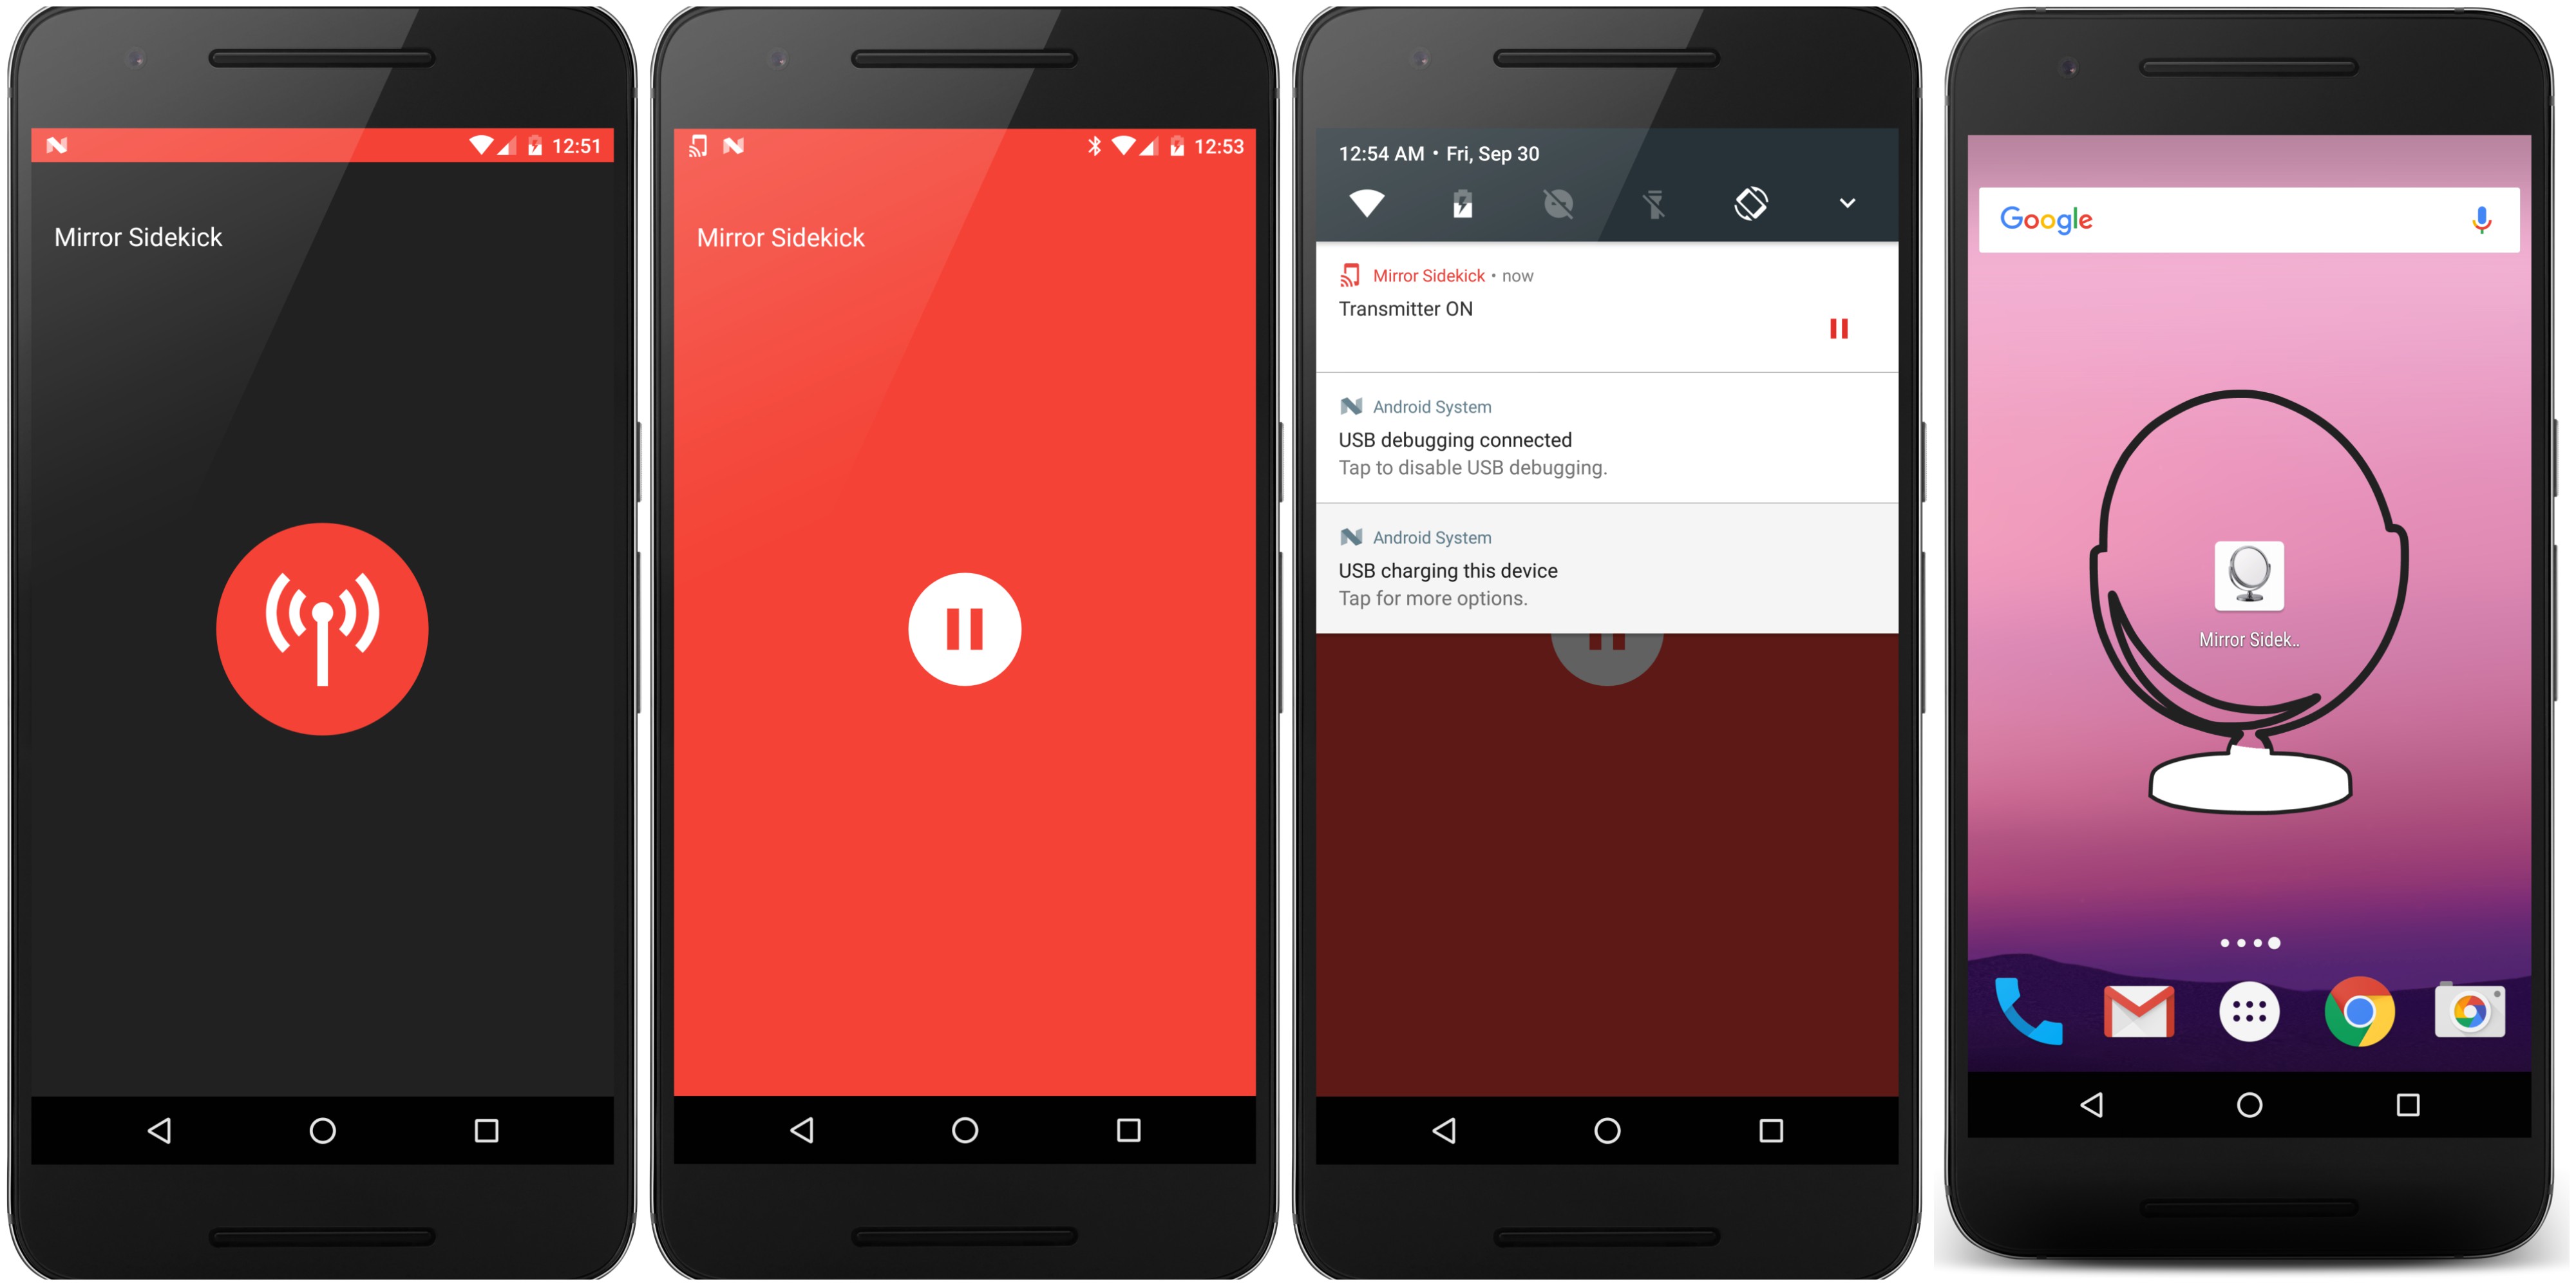 12:51
Mirror Sidekick
12:53
Mirror Sidekick
12:54 AM • Fri, Sep 30
Mirror Sidekick • now
Transmitter ON
Android System
USB debugging connected
Tap to disable USB debugging.
Android System
USB charging this device
Tap for more options.
Google
Mirror Sidek..